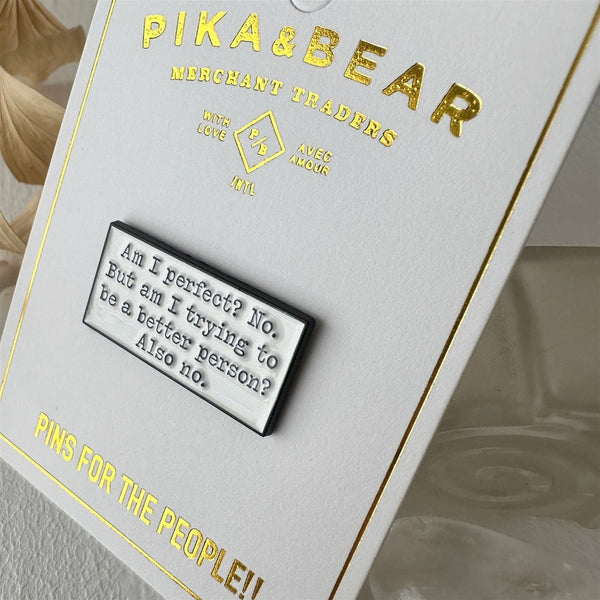 PIKA&BEAR
MERCHANT TRADERS
WITH LOVE
P/B
AVEC AMOUR
INTL
Am I perfect? No.
But am I trying to
be a better person?
Also no.
PINS FOR THE PEOPLE!!